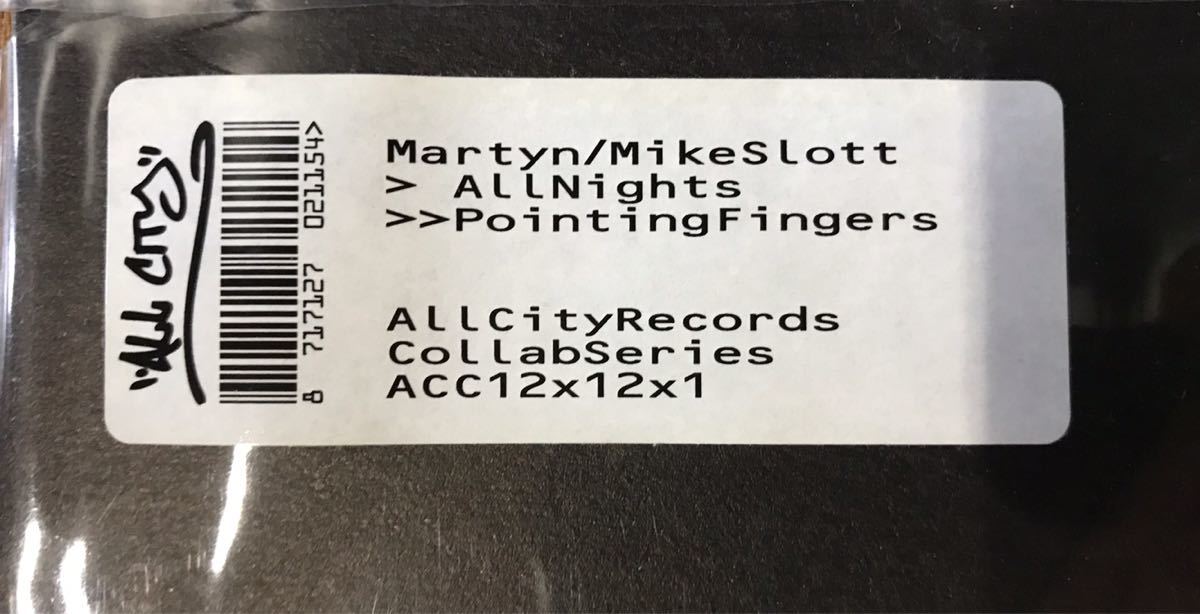 "All City"
8 717127 021154>
Martyn/MikeSlott
> AllNights
>>PointingFingers
AllCityRecords
CollabSeries
ACC12x12x1